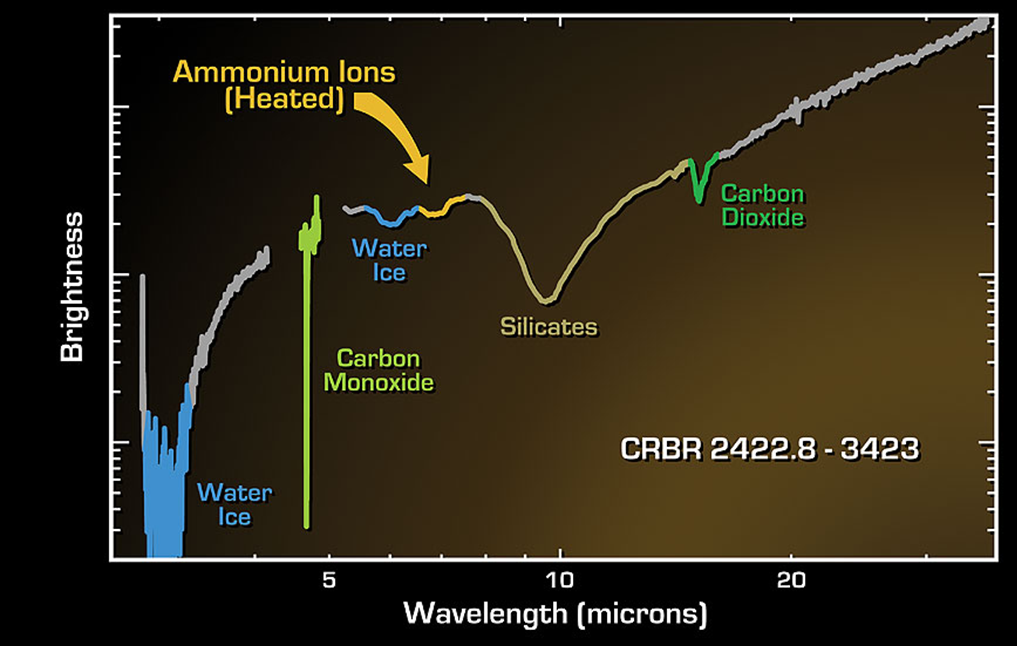 Ammonium Ions
(Heated)
Water
Ice
Carbon
Dioxide
Silicates
Carbon
Monoxide
Water
Ice
CRBR 2422.8 - 3423
Brightness
5
10
20
Wavelength (microns)